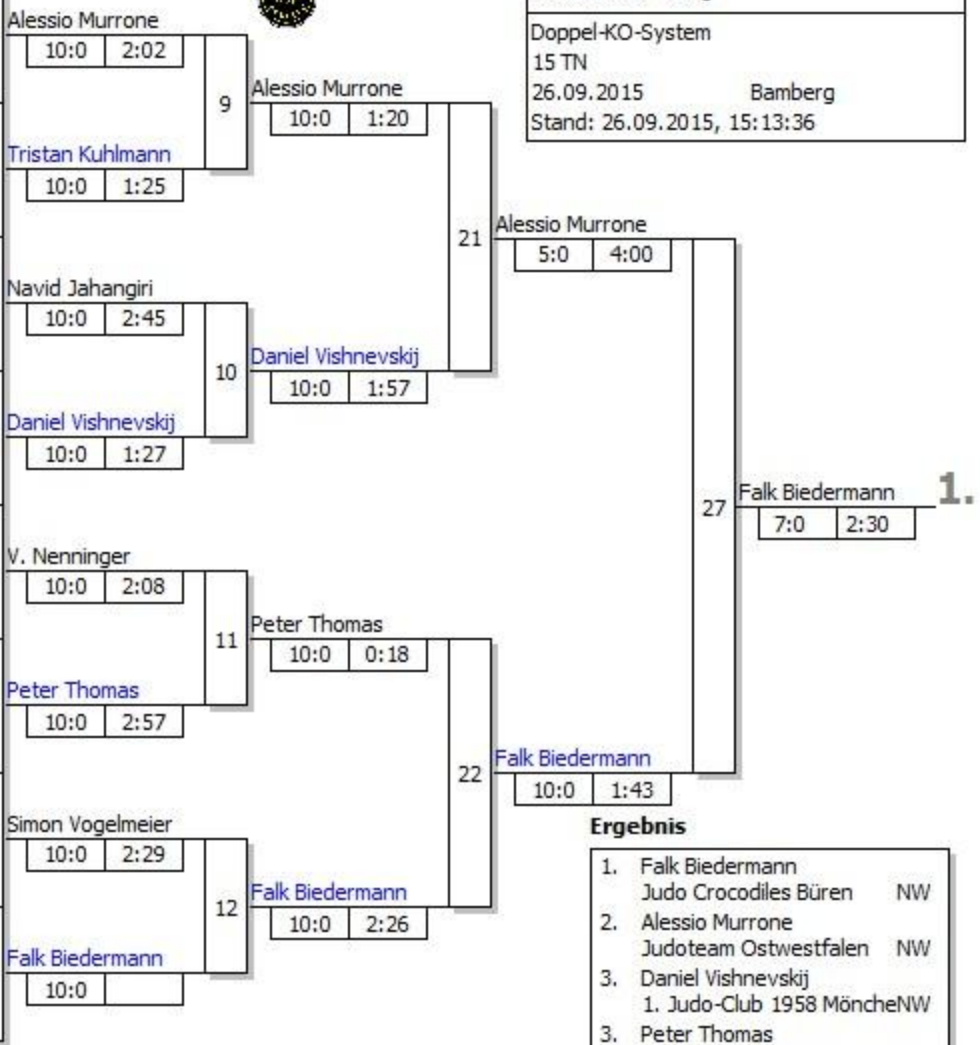 Alessio Murrone
10:0 2:02
9
Tristan Kuhlmann
10:0 1:25
Navid Jahangiri
10:0 2:45
10
Daniel Vishnevskij
10:0 1:27
V. Nenninger
10:0 2:08
11
Peter Thomas
10:0 2:57
Simon Vogelmeier
10:0 2:29
12
Falk Biedermann
10:0
Alessio Murrone
10:0 1:20
21
Daniel Vishnevskij
10:0 1:57
Peter Thomas
10:0 0:18
22
Falk Biedermann
10:0 2:26
Doppel-KO-System
15 TN
26.09.2015 Bamberg
Stand: 26.09.2015, 15:13:36
Alessio Murrone
5:0 4:00
27
Falk Biedermann
10:0 1:43
Falk Biedermann 1.
7:0 2:30
Ergebnis
1. Falk Biedermann
Judo Crocodiles Büren NW
2. Alessio Murrone
Judoteam Ostwestfalen NW
3. Daniel Vishnevskij
1. Judo-Club 1958 MöncheNW
3. Peter Thomas